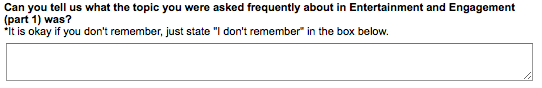 Can you tell us what the topic you were asked frequently about in Entertainment and Engagement
(part 1) was?
*It is okay if you don't remember, just state "I don't remember" in the box below.